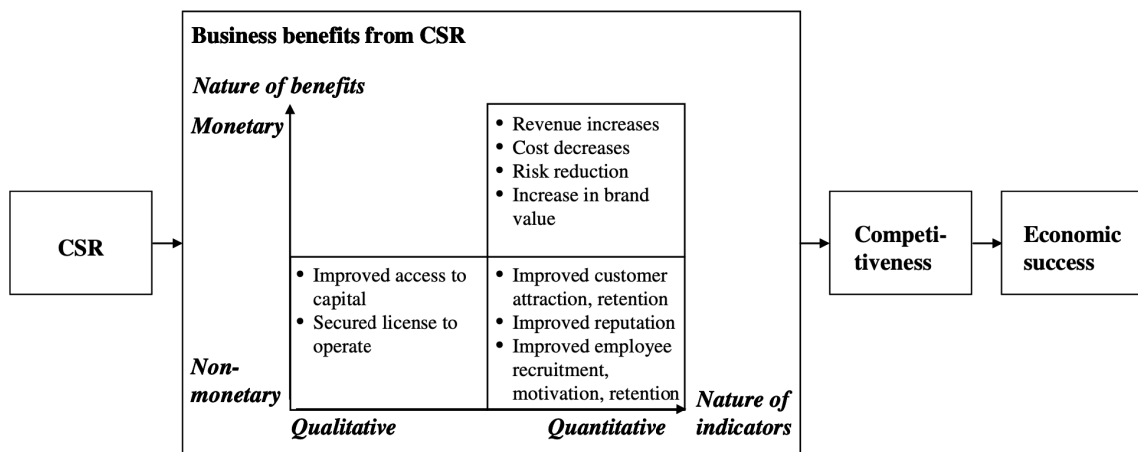 Business benefits from CSR
Nature of benefits
Monetary
• Revenue increases
• Cost decreases
• Risk reduction
• Increase in brand
value
CSR
Competi-
tiveness
Economic
success
• Improved access to
capital
• Secured license to
operate
• Improved customer
attraction, retention
• Improved reputation
• Improved employee
recruitment,
motivation, retention
Non-
monetary
Qualitative
Quantitative
Nature of
indicators